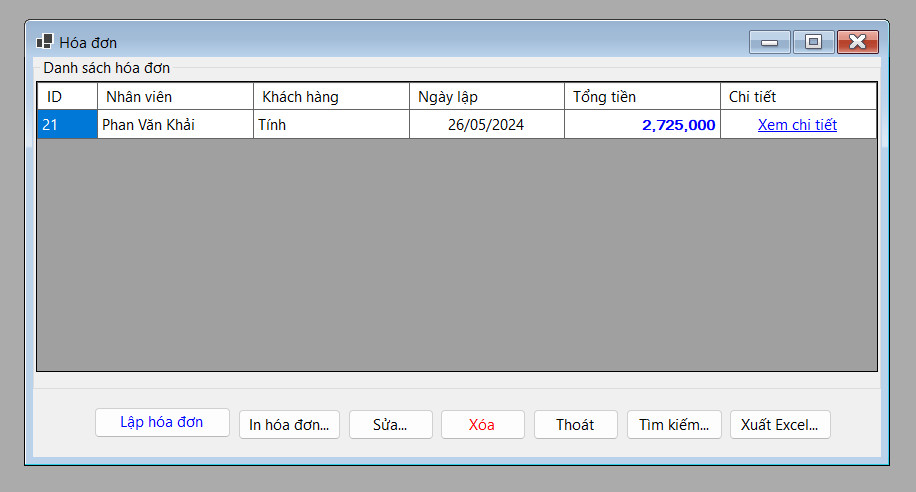 Hóa đơn
Danh sách hóa đơn
ID Nhân viên Khách hàng Ngày lập Tổng tiền Chi tiết
21 Phan Văn Khải Tính 26/05/2024 2,725,000 Xem chi tiết
Lập hóa đơn In hóa đơn... Sửa... Xóa Thoát Tìm kiếm... Xuất Excel...